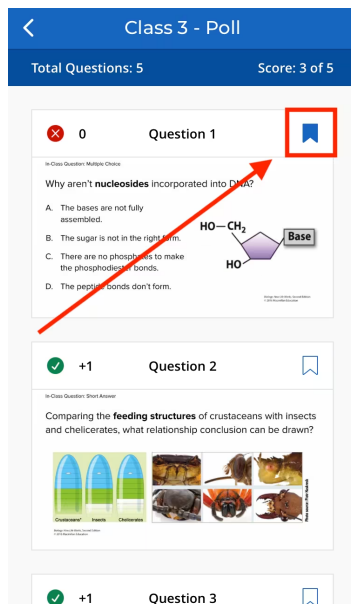 Class 3 - Poll
Total Questions: 5
Score: 3 of 5
0
Question 1
In-Class Question: Multiple Choice
Why aren't nucleosides incorporated into DNA?
A. The bases are not fully
assembled.
B. The sugar is not in the right form.
C. There are no phosphates to make
the phosphodiester bonds.
D. The peptide bonds don't form.
HO—CH2
Base
HO
+1
Question 2
In-Class Question: Short Answer
Comparing the feeding structures of crustaceans with insects
and chelicerates, what relationship conclusion can be drawn?
Crustaceans*
Insects
Chelicerates
+1
Question 3